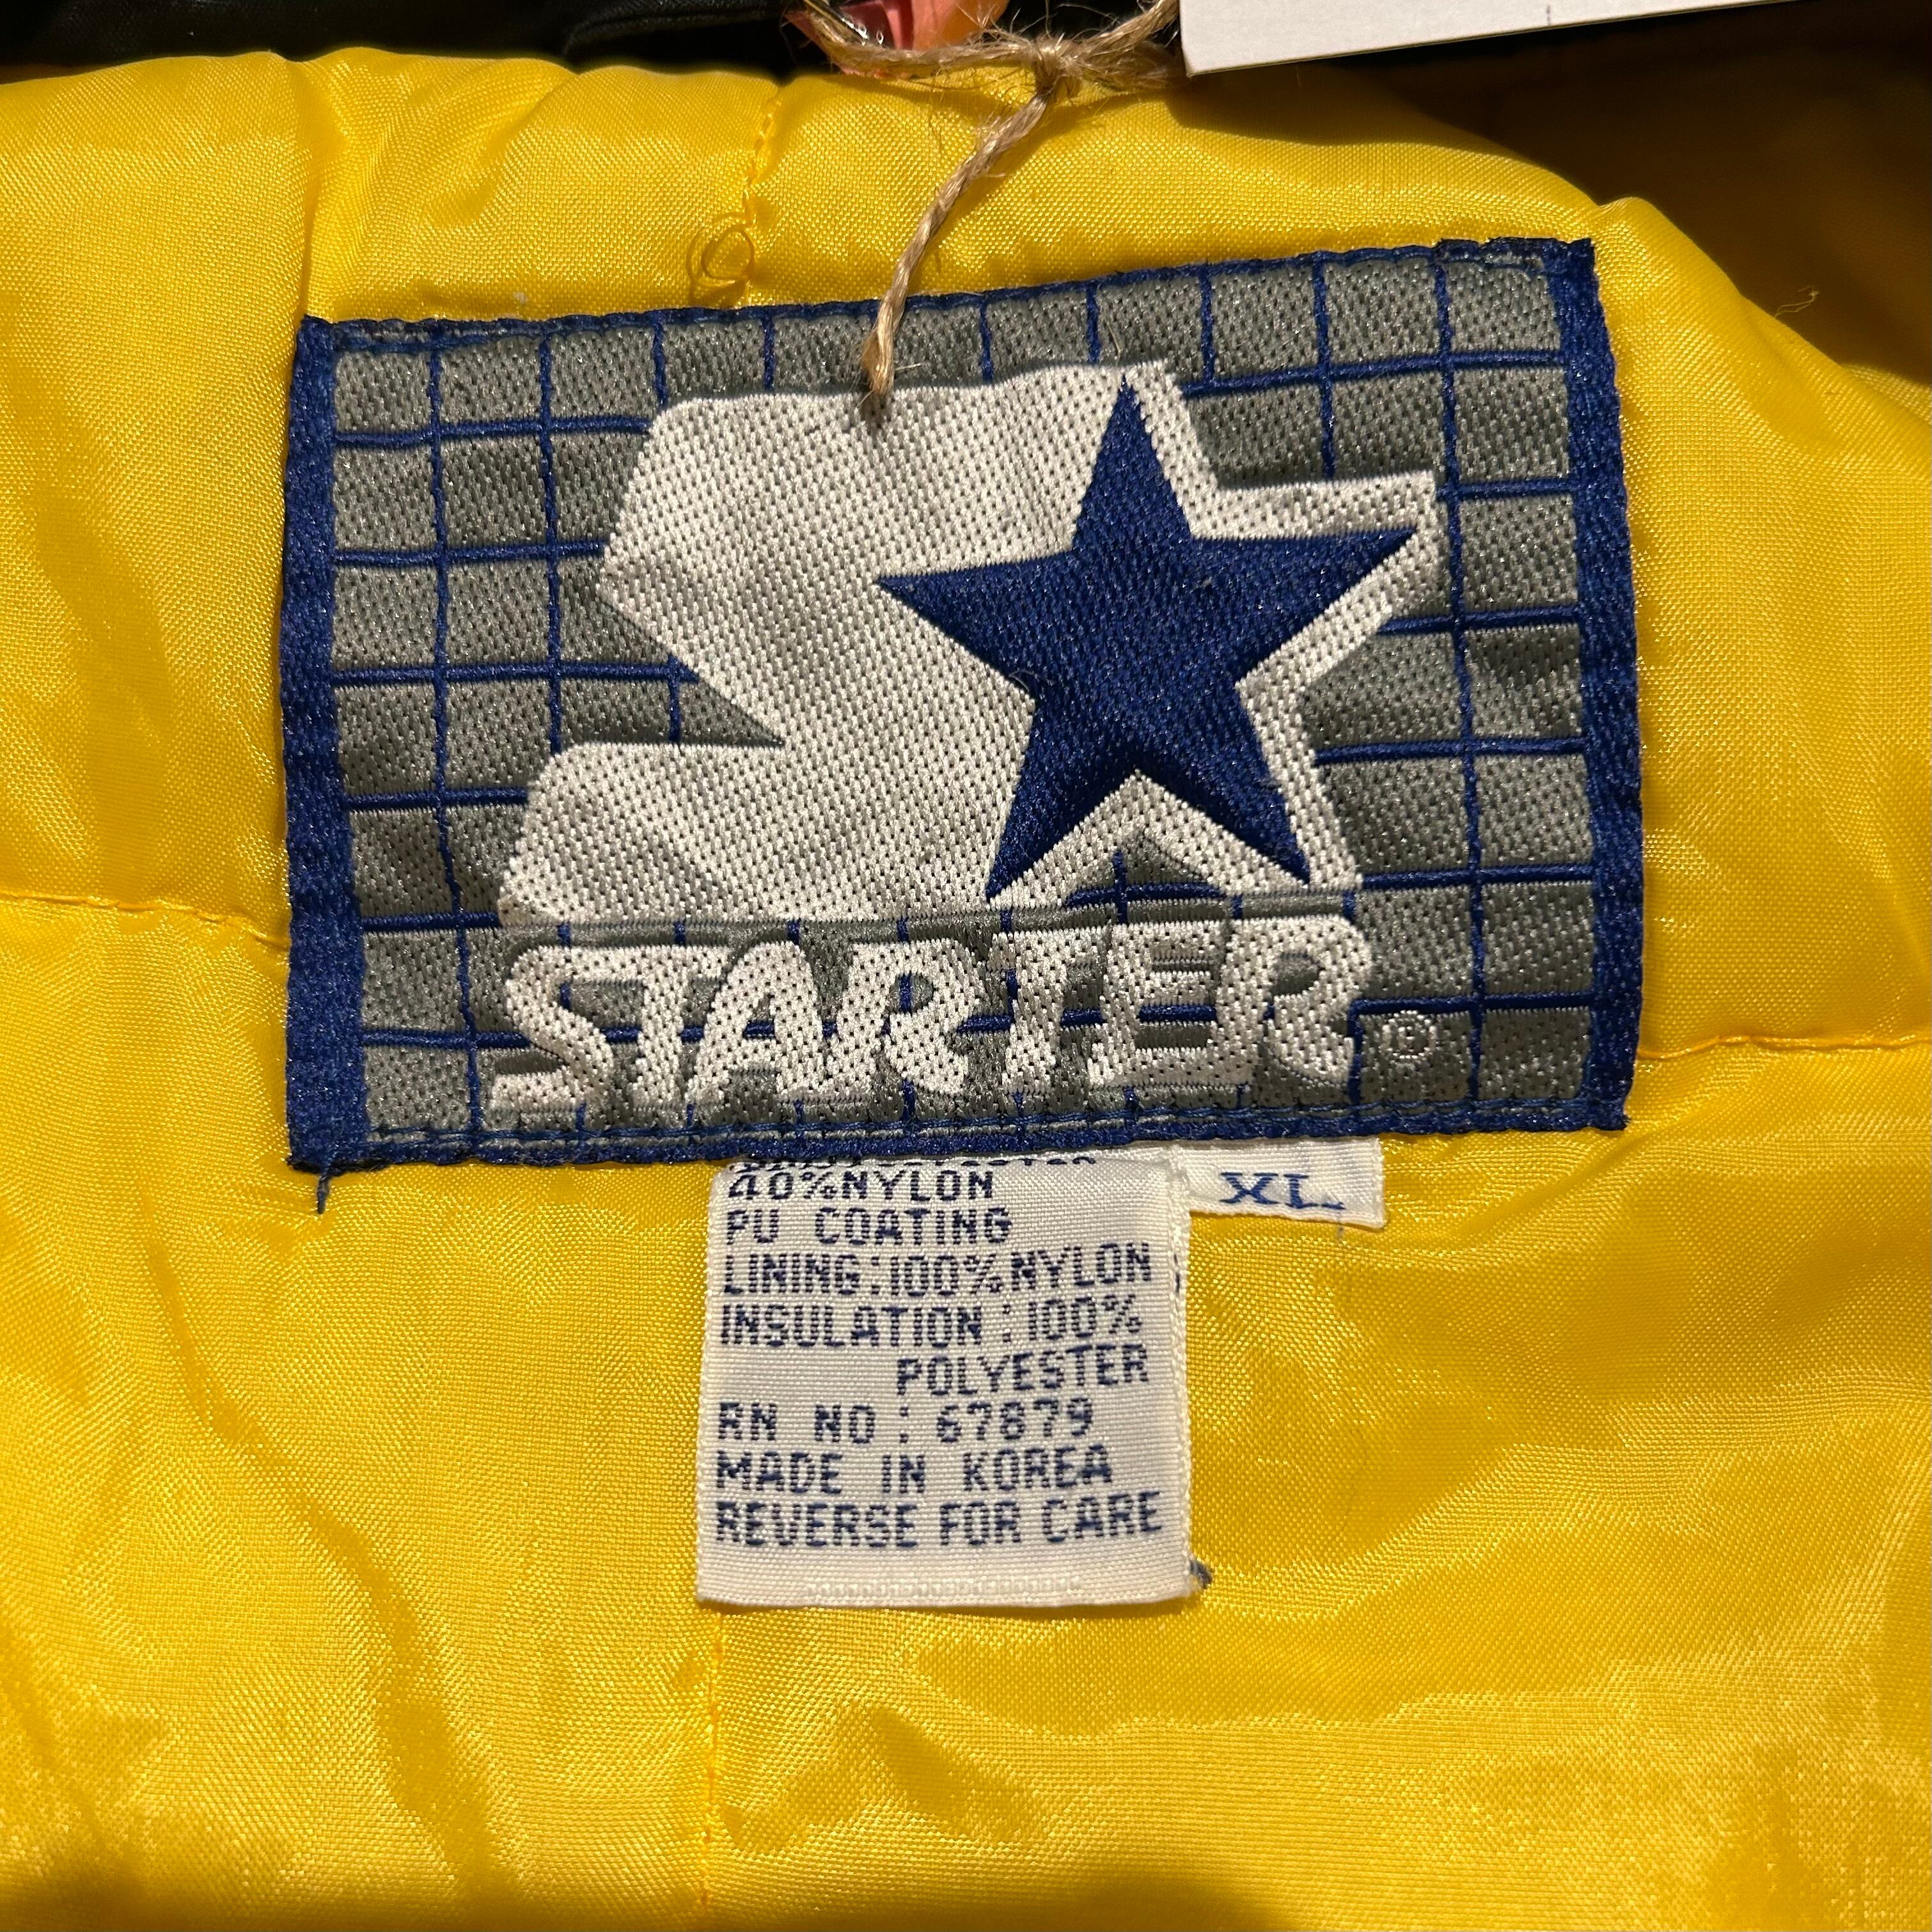 STARTER ®
XL
40%NYLON
PU COATING
LINING:100%NYLON
INSULATION:100%
POLYESTER
RN NO: 67879
MADE IN KOREA
REVERSE FOR CARE